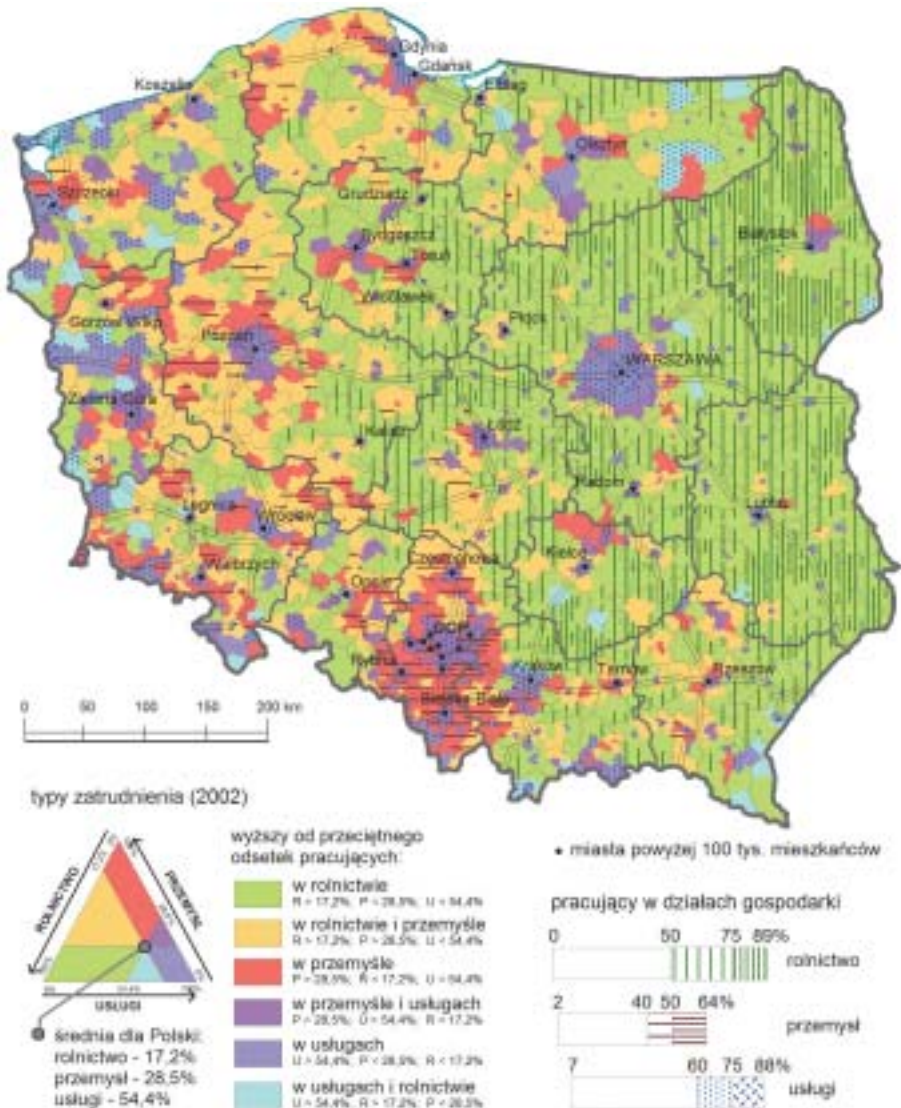 Gdynia
Gdańsk
Koszalin
Elbląg
Olsztyn
Szczecin
Grudziądz
Białystok
Bydgoszcz
Toruń
Włocławek
Gorzów Wlkp.
Płock
Poznań
WARSZAWA
Zielona Góra
Kalisz
Łódź
Radom
Legnica
Wrocław
Lublin
Kielce
Częstochowa
Wałbrzych
Opole
GOP
Rybnik
Kraków
Tarnów
Rzeszów
Bielsko-Biała
0 50 100 150 200 km
typy zatrudnienia (2002)
ROLNICTWO
PRZEMYSŁ
USŁUGI
średnia dla Polski:
rolnictwo - 17,2%
przemysł - 28,5%
usługi - 54,4%
wyższy od przeciętnego
odsetek pracujących:
w rolnictwie
w rolnictwie i przemyśle
w przemyśle
w przemyśle i usługach
w usługach
w usługach i rolnictwie
miasta powyżej 100 tys. mieszkańców
pracujący w działach gospodarki
0 50 75 89%
rolnictwo
2 40 50 64%
przemysł
7 60 75 88%
usługi